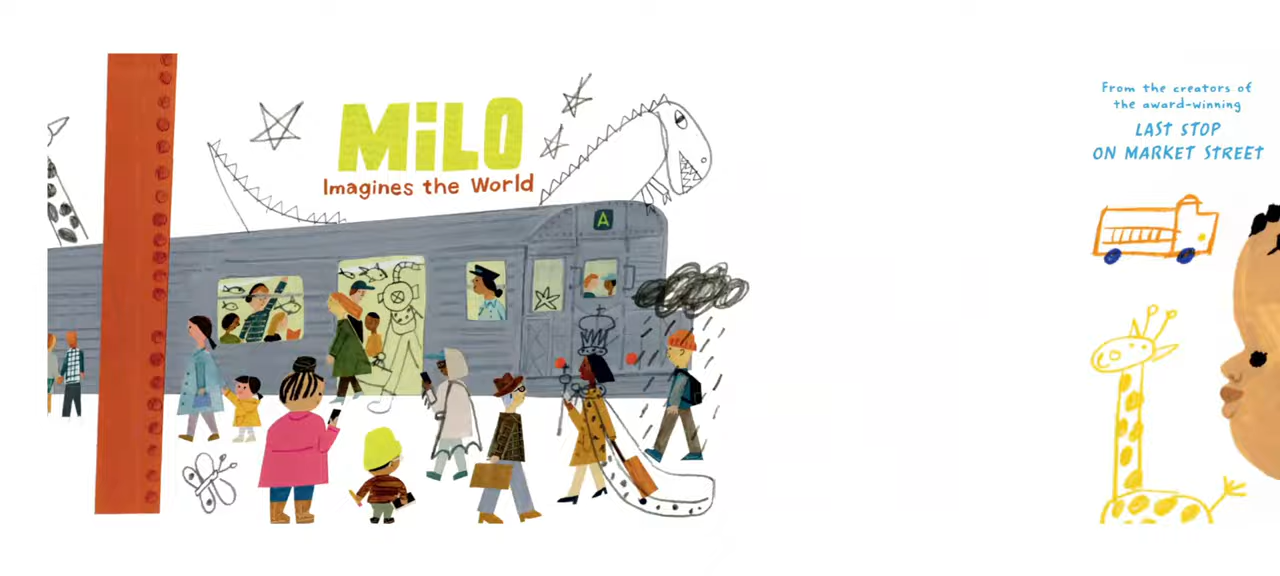 MiLO
Imagines the World
A
From the creators of
the award-winning
LAST STOP
ON MARKET STREET